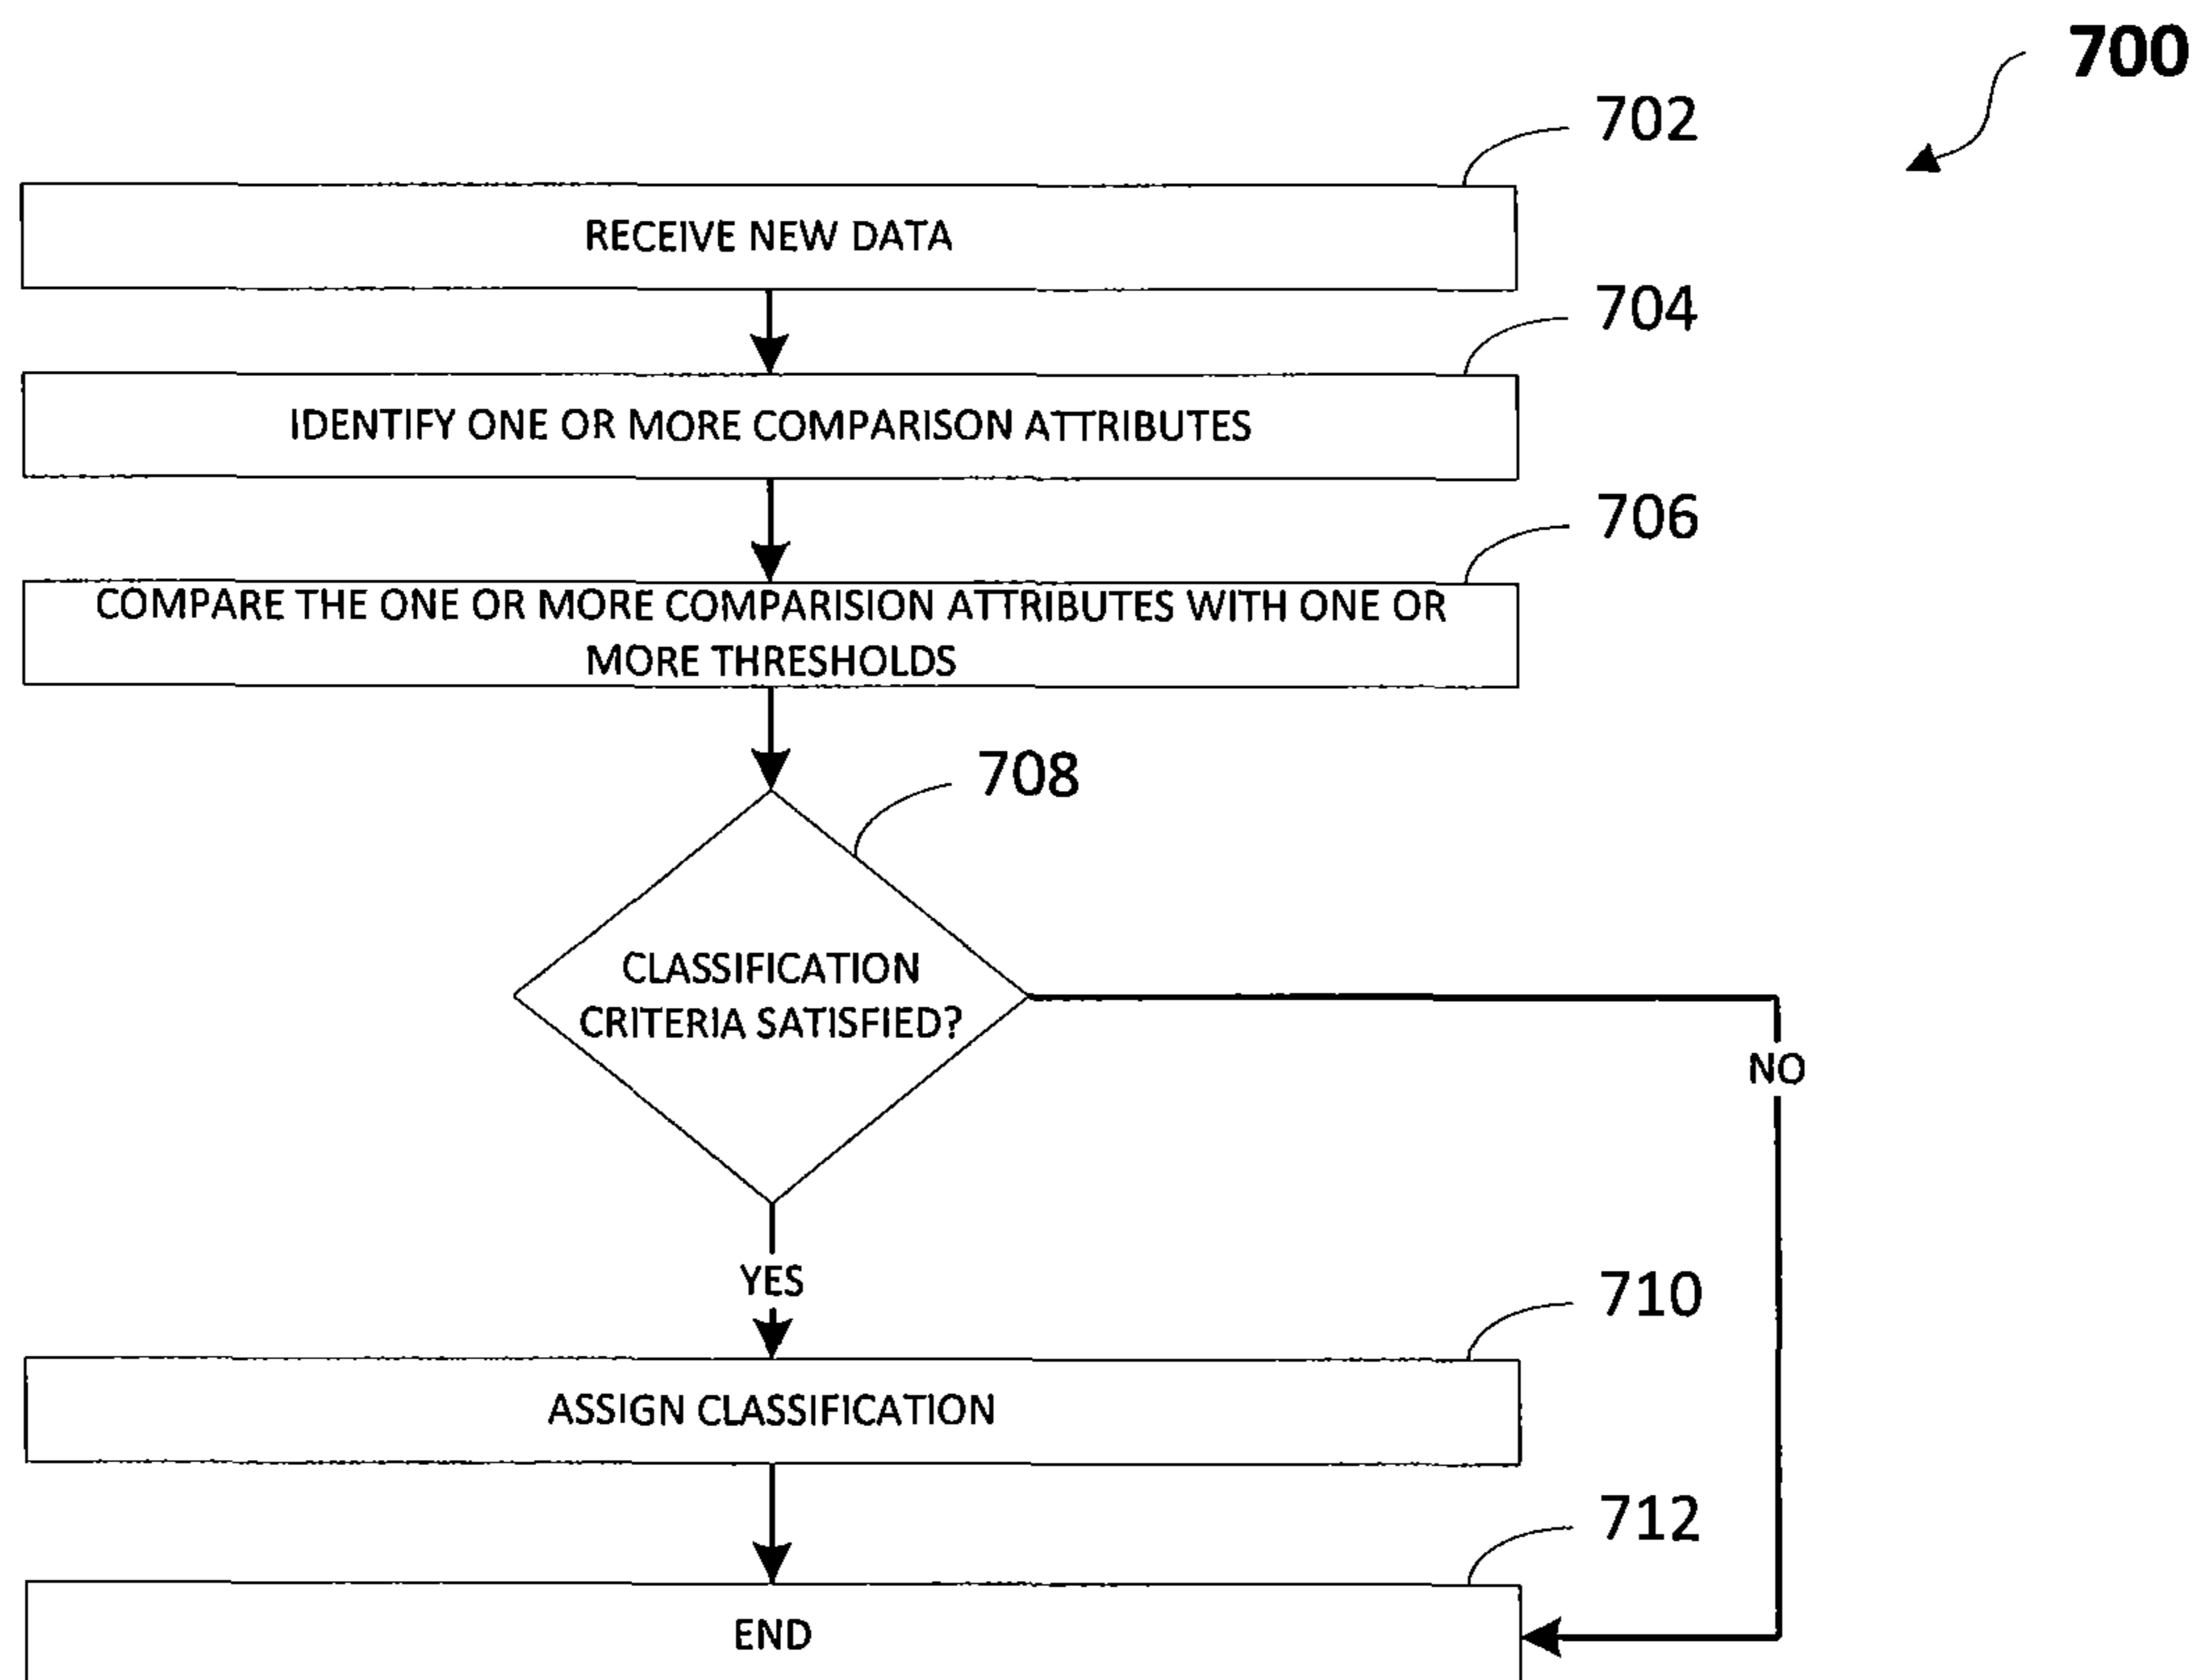 700
702
RECEIVE NEW DATA
704
IDENTIFY ONE OR MORE COMPARISON ATTRIBUTES
706
COMPARE THE ONE OR MORE COMPARISION ATTRIBUTES WITH ONE OR
MORE THRESHOLDS
708
CLASSIFICATION
CRITERIA SATISFIED?
NO
YES
710
ASSIGN CLASSIFICATION
712
END